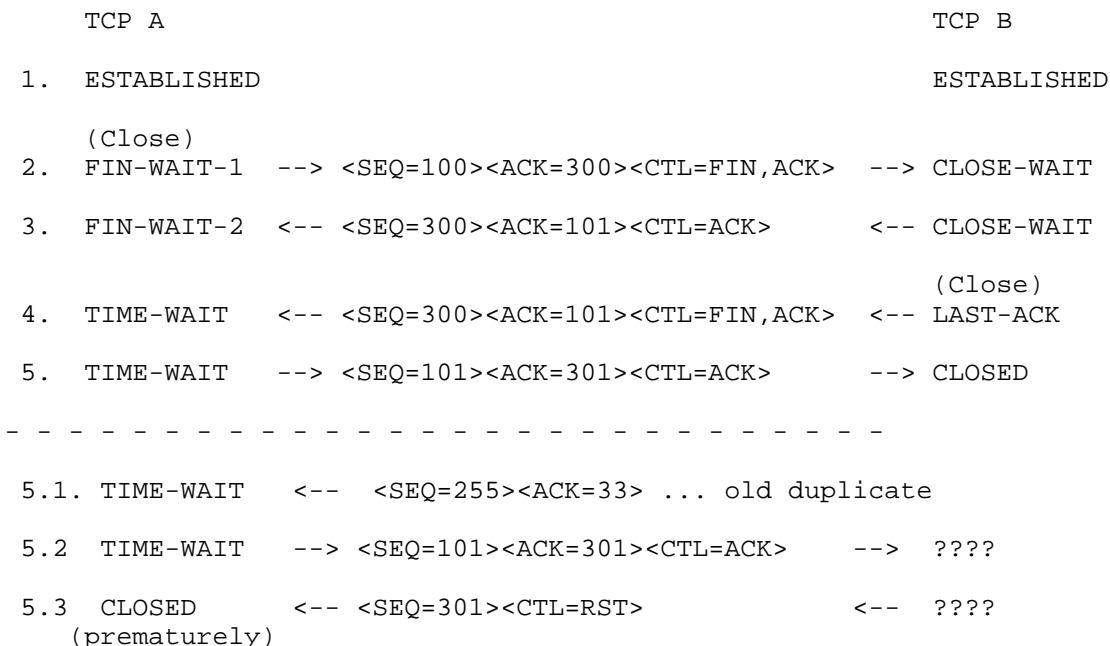 TCP A TCP B
1. ESTABLISHED ESTABLISHED
(Close)
2. FIN-WAIT-1 --> <SEQ=100><ACK=300><CTL=FIN,ACK> --> CLOSE-WAIT
3. FIN-WAIT-2 <-- <SEQ=300><ACK=101><CTL=ACK> <-- CLOSE-WAIT
(Close)
4. TIME-WAIT <-- <SEQ=300><ACK=101><CTL=FIN,ACK> <-- LAST-ACK
5. TIME-WAIT --> <SEQ=101><ACK=301><CTL=ACK> --> CLOSED
- - - - - - - - - - - - - - - - - - - - - - - - - - - -
5.1. TIME-WAIT <-- <SEQ=255><ACK=33> ... old duplicate
5.2 TIME-WAIT --> <SEQ=101><ACK=301><CTL=ACK> --> ????
5.3 CLOSED <-- <SEQ=301><CTL=RST> <-- ????
(prematurely)